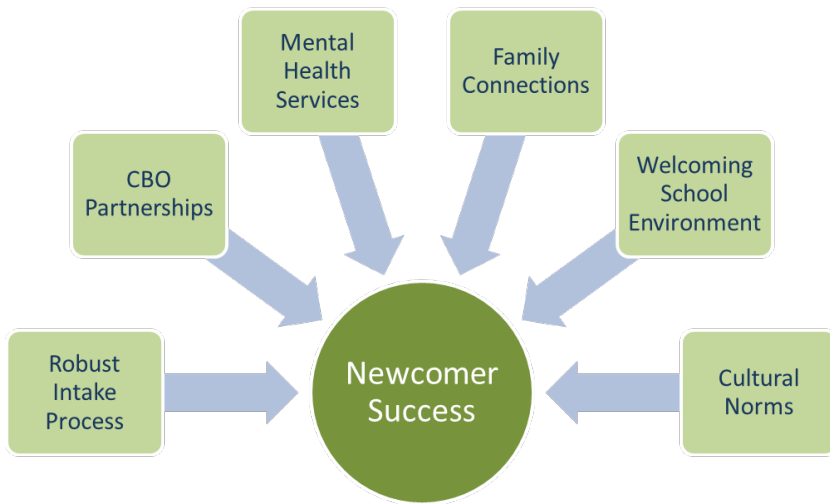 Mental
Health
Services
Family
Connections
CBO
Partnerships
Welcoming
School
Environment
Robust
Intake
Process
Newcomer
Success
Cultural
Norms